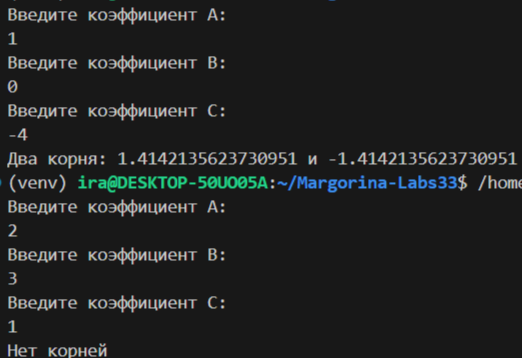 Введите коэффициент A:
1
Введите коэффициент B:
0
Введите коэффициент C:
-4
Два корня: 1.4142135623730951 и -1.4142135623730951
(venv) ira@DESKTOP-50UO05A:~/Margorina-Labs33$ /home
Введите коэффициент A:
2
Введите коэффициент B:
3
Введите коэффициент C:
1
Нет корней